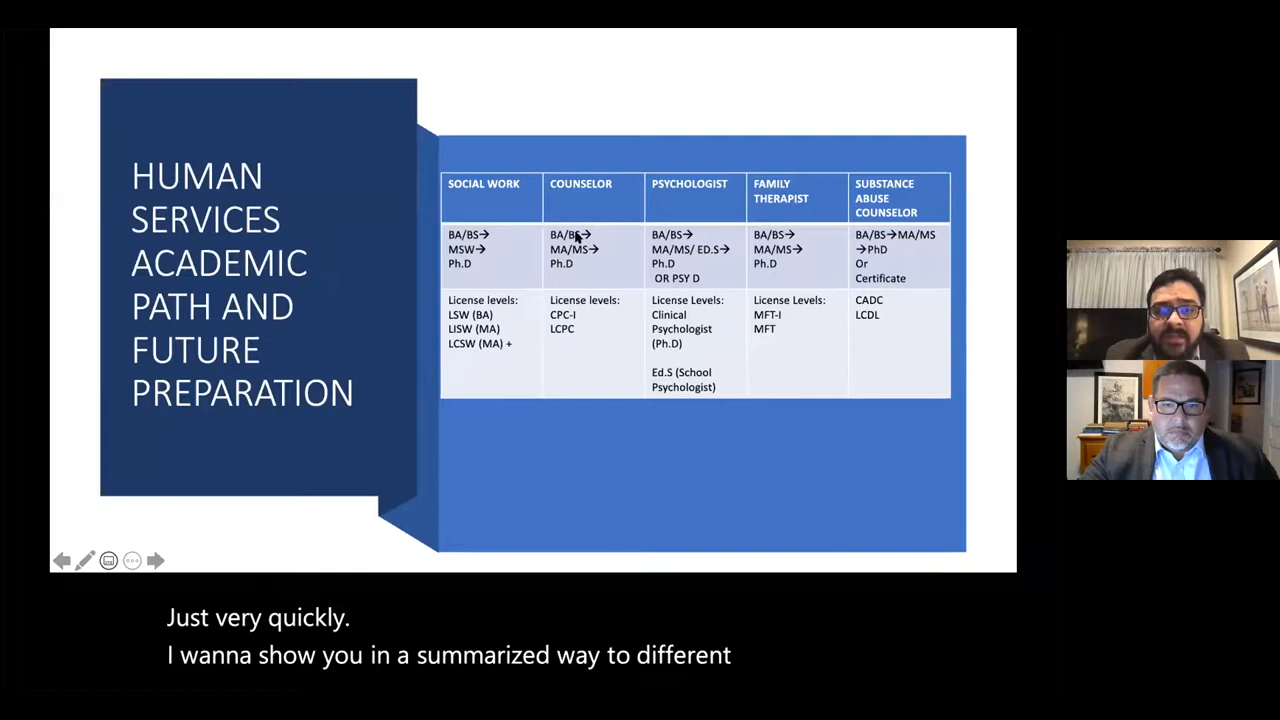 HUMAN
SERVICES
ACADEMIC
PATH AND
FUTURE
PREPARATION
SOCIAL WORK
COUNSELOR
PSYCHOLOGIST
FAMILY
THERAPIST
SUBSTANCE
ABUSE
COUNSELOR
BA/BS→
MSW→
Ph.D
BA/BS→
MA/MS→
Ph.D
BA/BS→
MA/MS/ ED.S→
Ph.D
OR PSY D
BA/BS→
MA/MS→
Ph.D
BA/BS→MA/MS
→PhD
Or
Certificate
License levels:
LSW (BA)
LISW (MA)
LCSW (MA) +
License levels:
CPC-I
LCPC
License Levels:
Clinical
Psychologist
(Ph.D)
Ed.S (School
Psychologist)
License Levels:
MFT-I
MFT
CADC
LCDL
Just very quickly.
I wanna show you in a summarized way to different